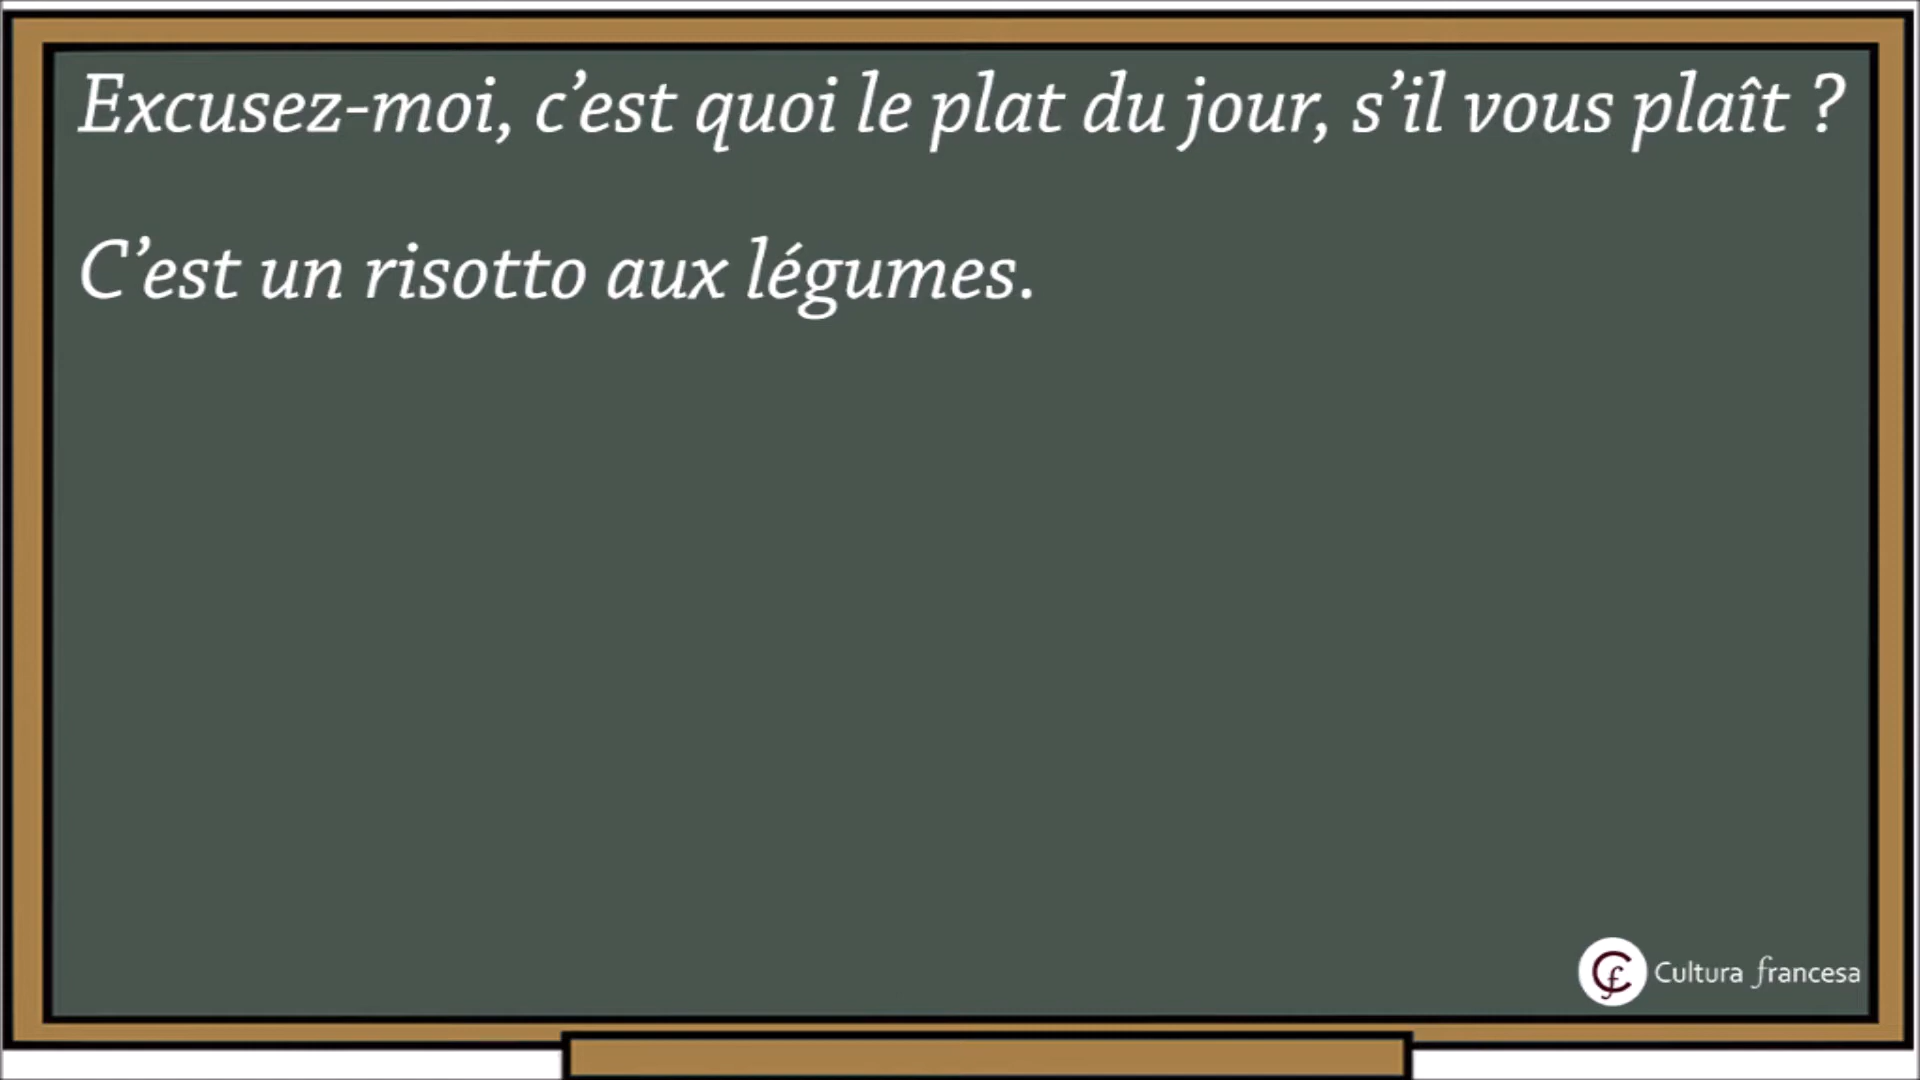 Excusez-moi, c’est quoi le plat du jour, s’il vous plaît ?
C’est un risotto aux légumes.
Cultura francesa